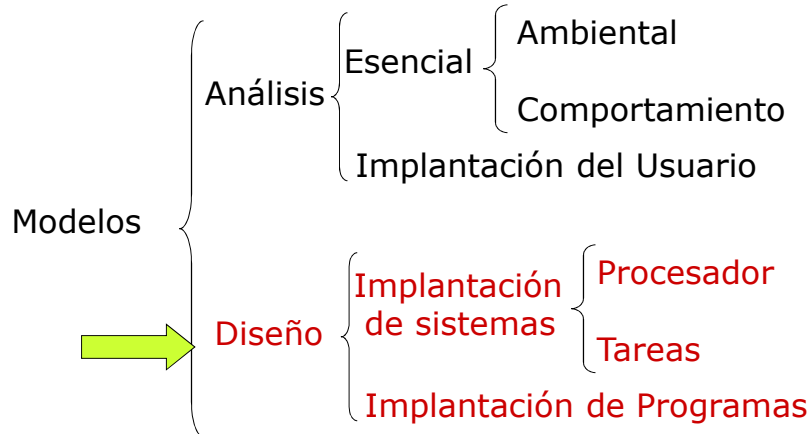 Modelos
Análisis
Esencial
Ambiental
Comportamiento
Implantación del Usuario
Diseño
Implantación
de sistemas
Procesador
Tareas
Implantación de Programas